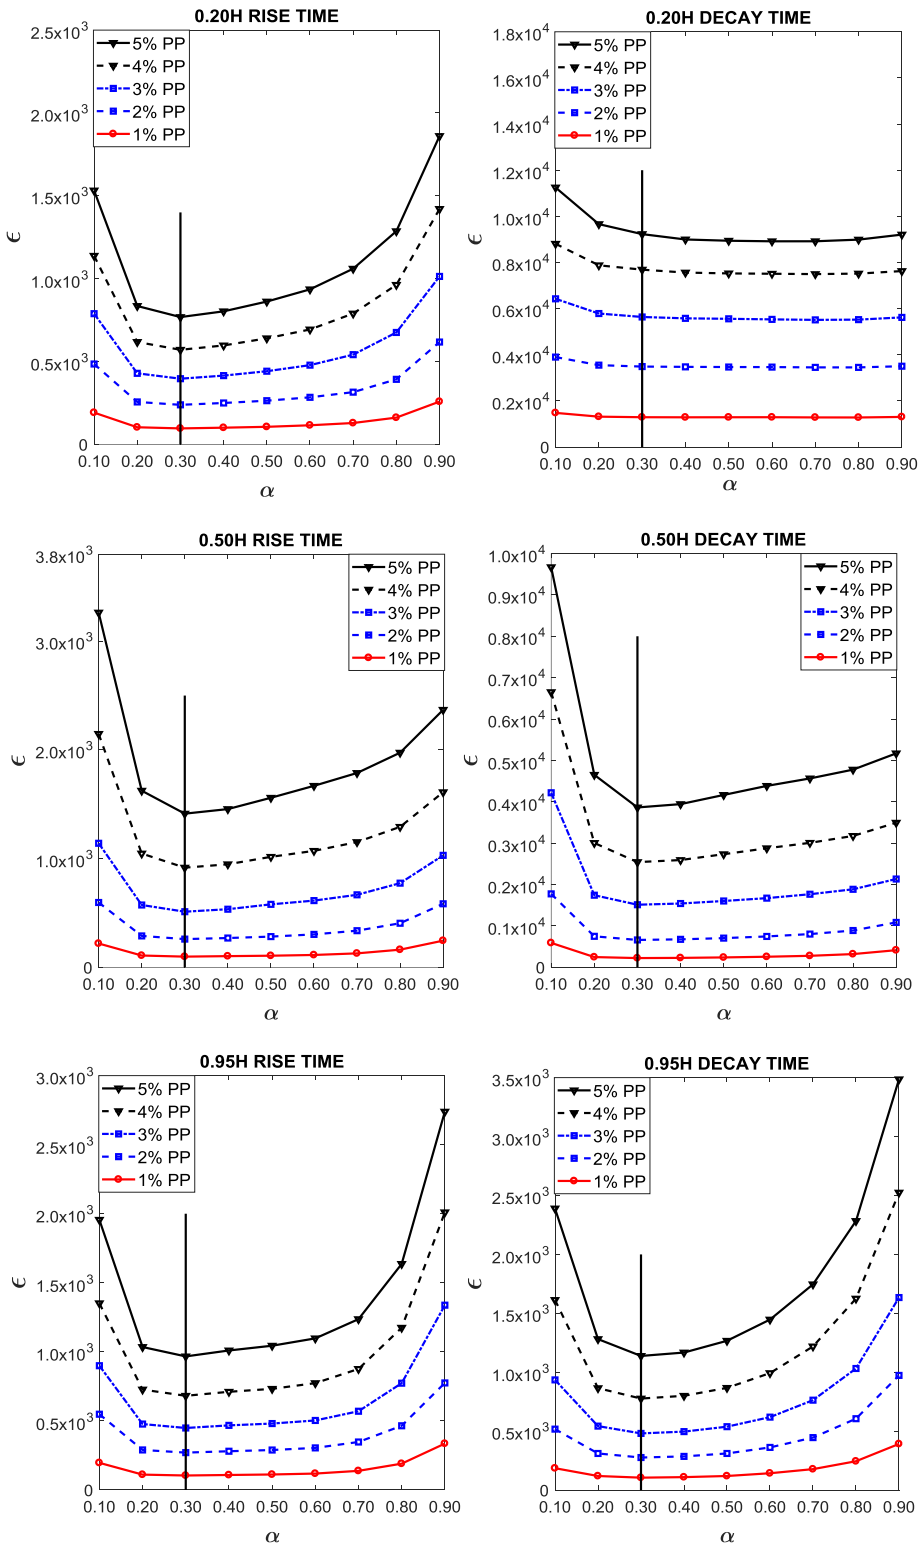 0.20H RISE TIME
2.5x10³
2.0x10³
1.5x10³
1.0x10³
0.5x10³
0
ϵ
5% PP
4% PP
3% PP
2% PP
1% PP
0.10 0.20 0.30 0.40 0.50 0.60 0.70 0.80 0.90
α
0.20H DECAY TIME
1.8x10⁴
1.6x10⁴
1.4x10⁴
1.2x10⁴
1.0x10⁴
0.8x10⁴
0.6x10⁴
0.4x10⁴
0.2x10⁴
0
ϵ
5% PP
4% PP
3% PP
2% PP
1% PP
0.10 0.20 0.30 0.40 0.50 0.60 0.70 0.80 0.90
α
0.50H RISE TIME
3.8x10³
3.0x10³
2.0x10³
1.0x10³
0
ϵ
5% PP
4% PP
3% PP
2% PP
1% PP
0.10 0.20 0.30 0.40 0.50 0.60 0.70 0.80 0.90
α
0.50H DECAY TIME
1.0x10⁴
0.9x10⁴
0.8x10⁴
0.7x10⁴
0.6x10⁴
0.5x10⁴
0.4x10⁴
0.3x10⁴
0.2x10⁴
0.1x10⁴
0
ϵ
5% PP
4% PP
3% PP
2% PP
1% PP
0.10 0.20 0.30 0.40 0.50 0.60 0.70 0.80 0.90
α
0.95H RISE TIME
3.0x10³
2.5x10³
2.0x10³
1.5x10³
1.0x10³
0.5x10³
0
ϵ
5% PP
4% PP
3% PP
2% PP
1% PP
0.10 0.20 0.30 0.40 0.50 0.60 0.70 0.80 0.90
α
0.95H DECAY TIME
3.5x10³
3.0x10³
2.5x10³
2.0x10³
1.5x10³
1.0x10³
0.5x10³
0
ϵ
5% PP
4% PP
3% PP
2% PP
1% PP
0.10 0.20 0.30 0.40 0.50 0.60 0.70 0.80 0.90
α